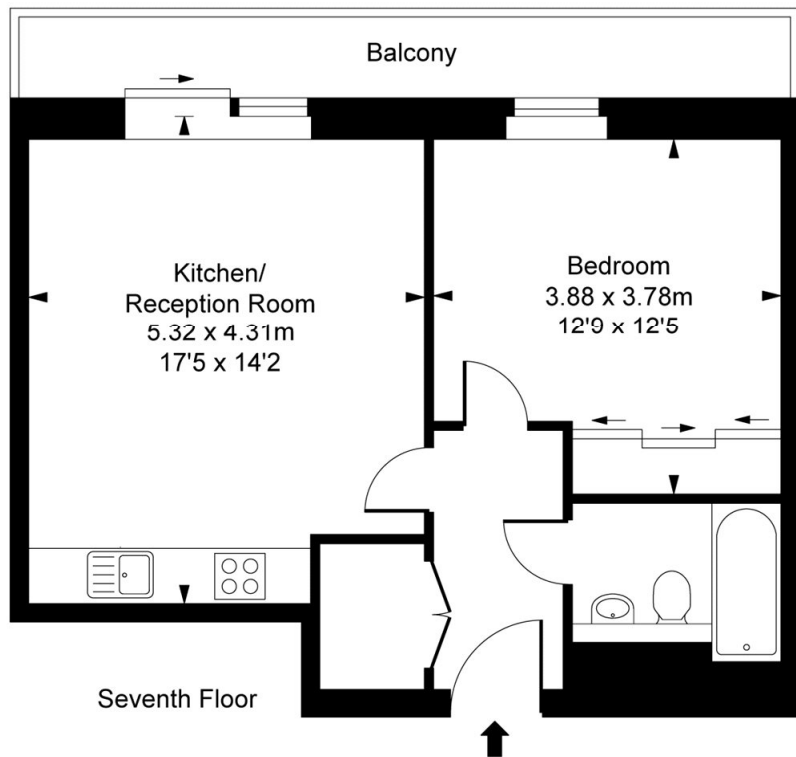 Balcony
Kitchen/
Reception Room
5.32 x 4.31m
17'5 x 14'2
Bedroom
3.88 x 3.78m
12'9 x 12'5
Seventh Floor